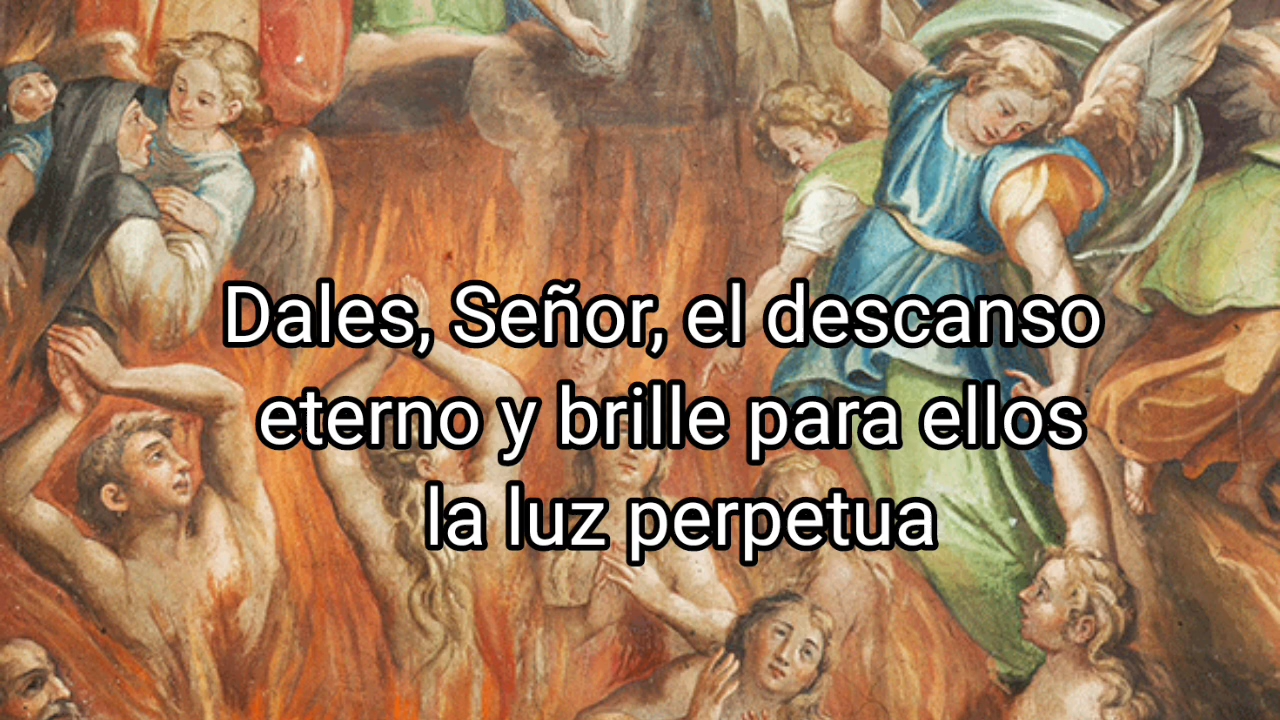 Dales, Señor, el descanso
eterno y brille para ellos
la luz perpetua